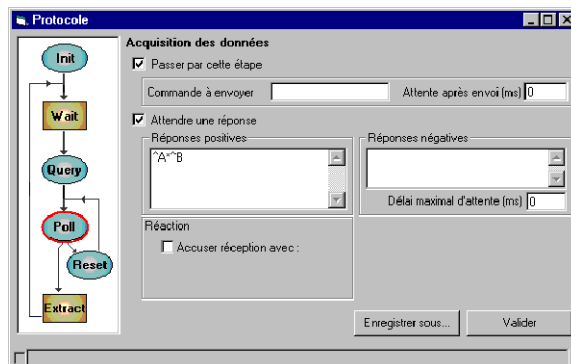 Protocole
Init
Wait
Query
Poll
Reset
Extract
Acquisition des données
Passer par cette étape
Commande à envoyer
Attente après envoi (ms) 0
Attendre une réponse
Réponses positives
^A*^B
Réponses négatives
Délai maximal d'attente (ms) 0
Réaction
Accuser réception avec :
Enregistrer sous...
Valider